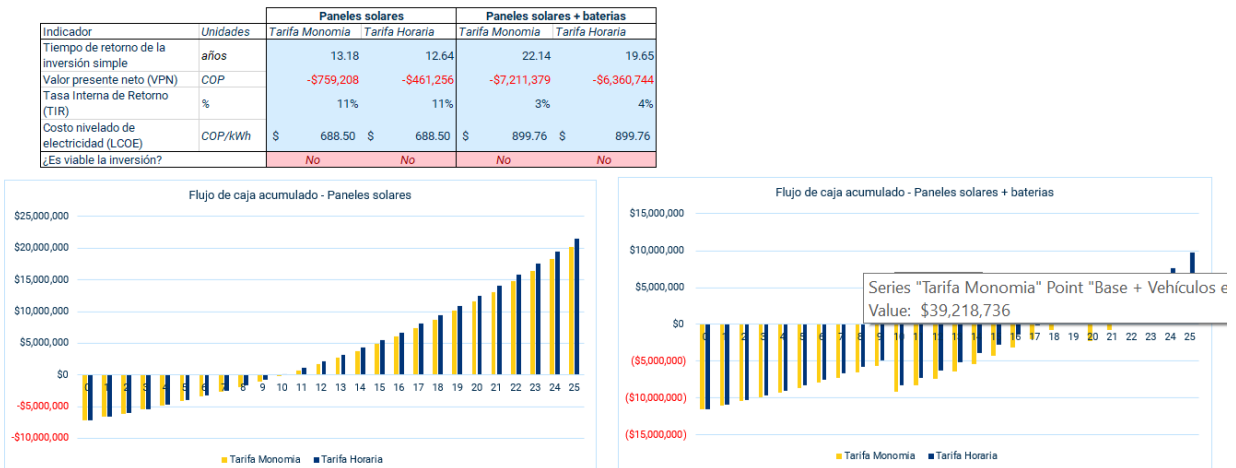 Paneles solares Paneles solares + baterias
Indicador Unidades Tarifa Monomia Tarifa Horaria Tarifa Monomia Tarifa Horaria
Tiempo de retorno de la
inversión simple años 13.18 12.64 22.14 19.65
Valor presente neto (VPN) COP -$759,208 -$461,256 -$7,211,379 -$6,360,744
Tasa Interna de Retorno
(TIR) % 11% 11% 3% 4%
Costo nivelado de
electricidad (LCOE) COP/kWh $ 688.50 $ 688.50 $ 899.76 $ 899.76
¿Es viable la inversión? No No No No
Flujo de caja acumulado - Paneles solares
$25,000,000
$20,000,000
$15,000,000
$10,000,000
$5,000,000
$0
-$5,000,000
-$10,000,000
0 1 2 3 4 5 6 7 8 9 10 11 12 13 14 15 16 17 18 19 20 21 22 23 24 25
Tarifa Monomia Tarifa Horaria
Flujo de caja acumulado - Paneles solares + baterias
$15,000,000
$10,000,000
$5,000,000
$0
($5,000,000)
($10,000,000)
($15,000,000)
Series "Tarifa Monomia" Point "Base + Vehículos e
Value: $39,218,736
0 1 2 3 4 5 6 7 8 9 10 11 12 13 14 15 16 17 18 19 20 21 22 23 24 25
Tarifa Monomia Tarifa Horaria